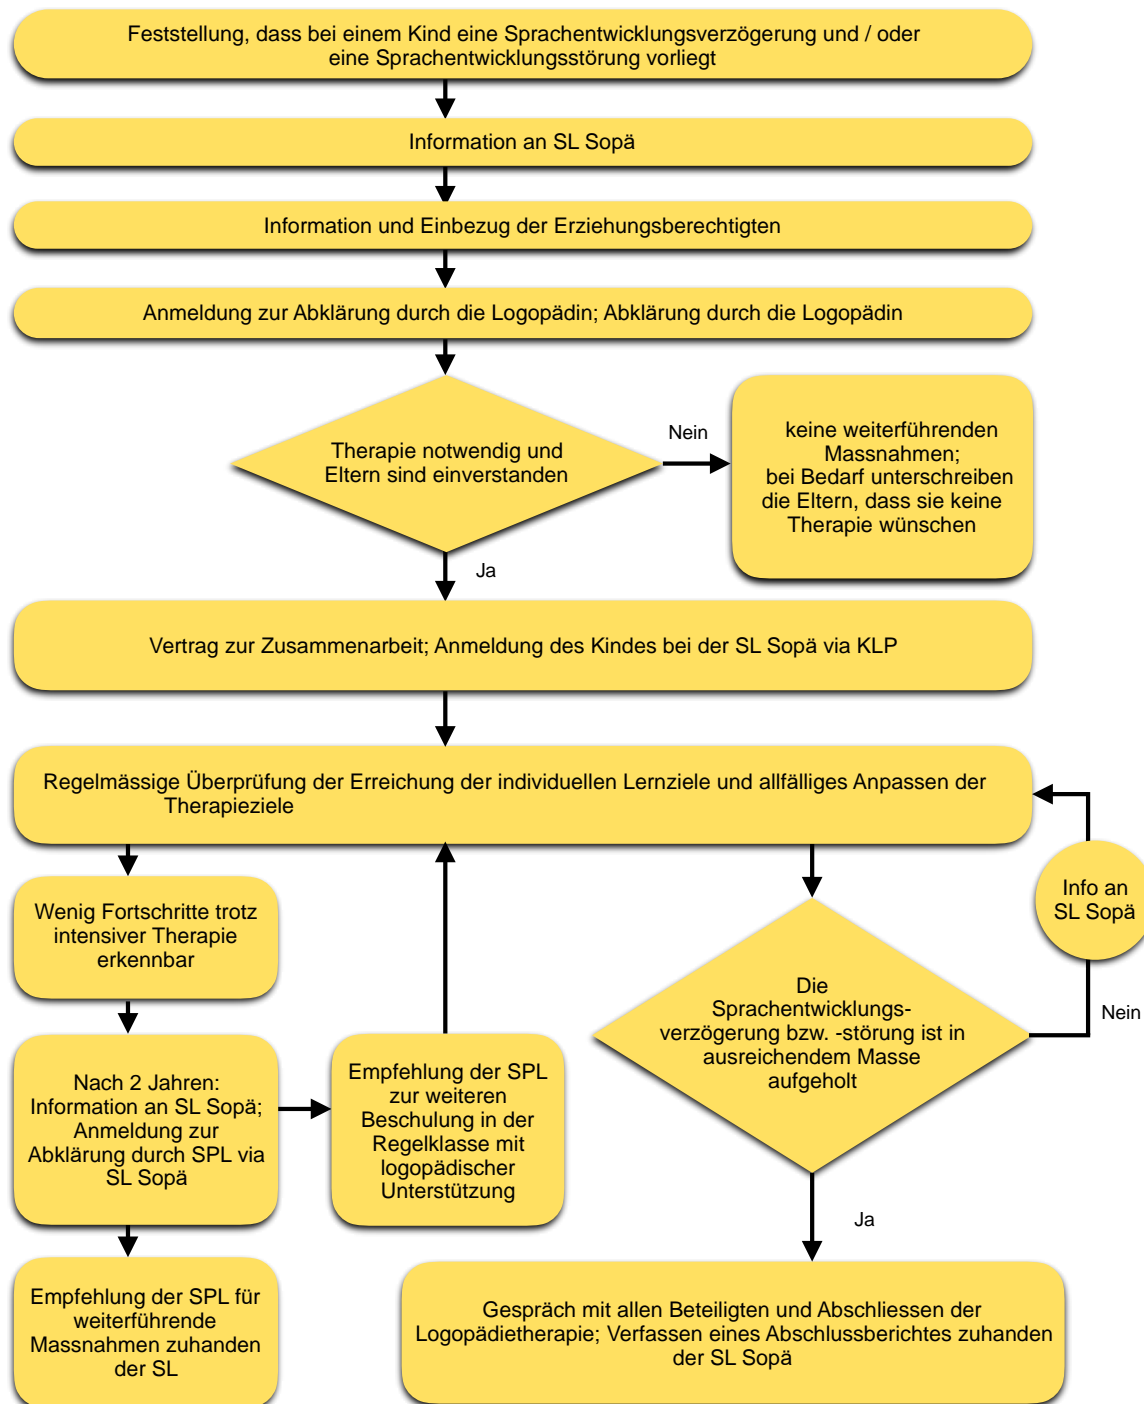 Feststellung, dass bei einem Kind eine Sprachentwicklungsverzögerung und / oder
eine Sprachentwicklungsstörung vorliegt
Information an SL Sopä
Information und Einbezug der Erziehungsberechtigten
Anmeldung zur Abklärung durch die Logopädin; Abklärung durch die Logopädin
Therapie notwendig und
Eltern sind einverstanden
Nein
keine weiterführenden
Massnahmen;
bei Bedarf unterschreiben
die Eltern, dass sie keine
Therapie wünschen
Ja
Vertrag zur Zusammenarbeit; Anmeldung des Kindes bei der SL Sopä via KLP
Regelmässige Überprüfung der Erreichung der individuellen Lernziele und allfälliges Anpassen der
Therapieziele
Wenig Fortschritte trotz
intensiver Therapie
erkennbar
Nach 2 Jahren:
Information an SL Sopä;
Anmeldung zur
Abklärung durch SPL via
SL Sopä
Empfehlung der SPL
zur weiteren
Beschulung in der
Regelklasse mit
logopädischer
Unterstützung
Empfehlung der SPL für
weiterführende
Massnahmen zuhanden
der SL
Die
Sprachentwicklungs-
verzögerung bzw. -störung ist in
ausreichendem Masse
aufgeholt
Info an
SL Sopä
Nein
Ja
Gespräch mit allen Beteiligten und Abschliessen der
Logopädietherapie; Verfassen eines Abschlussberichtes zuhanden
der SL Sopä